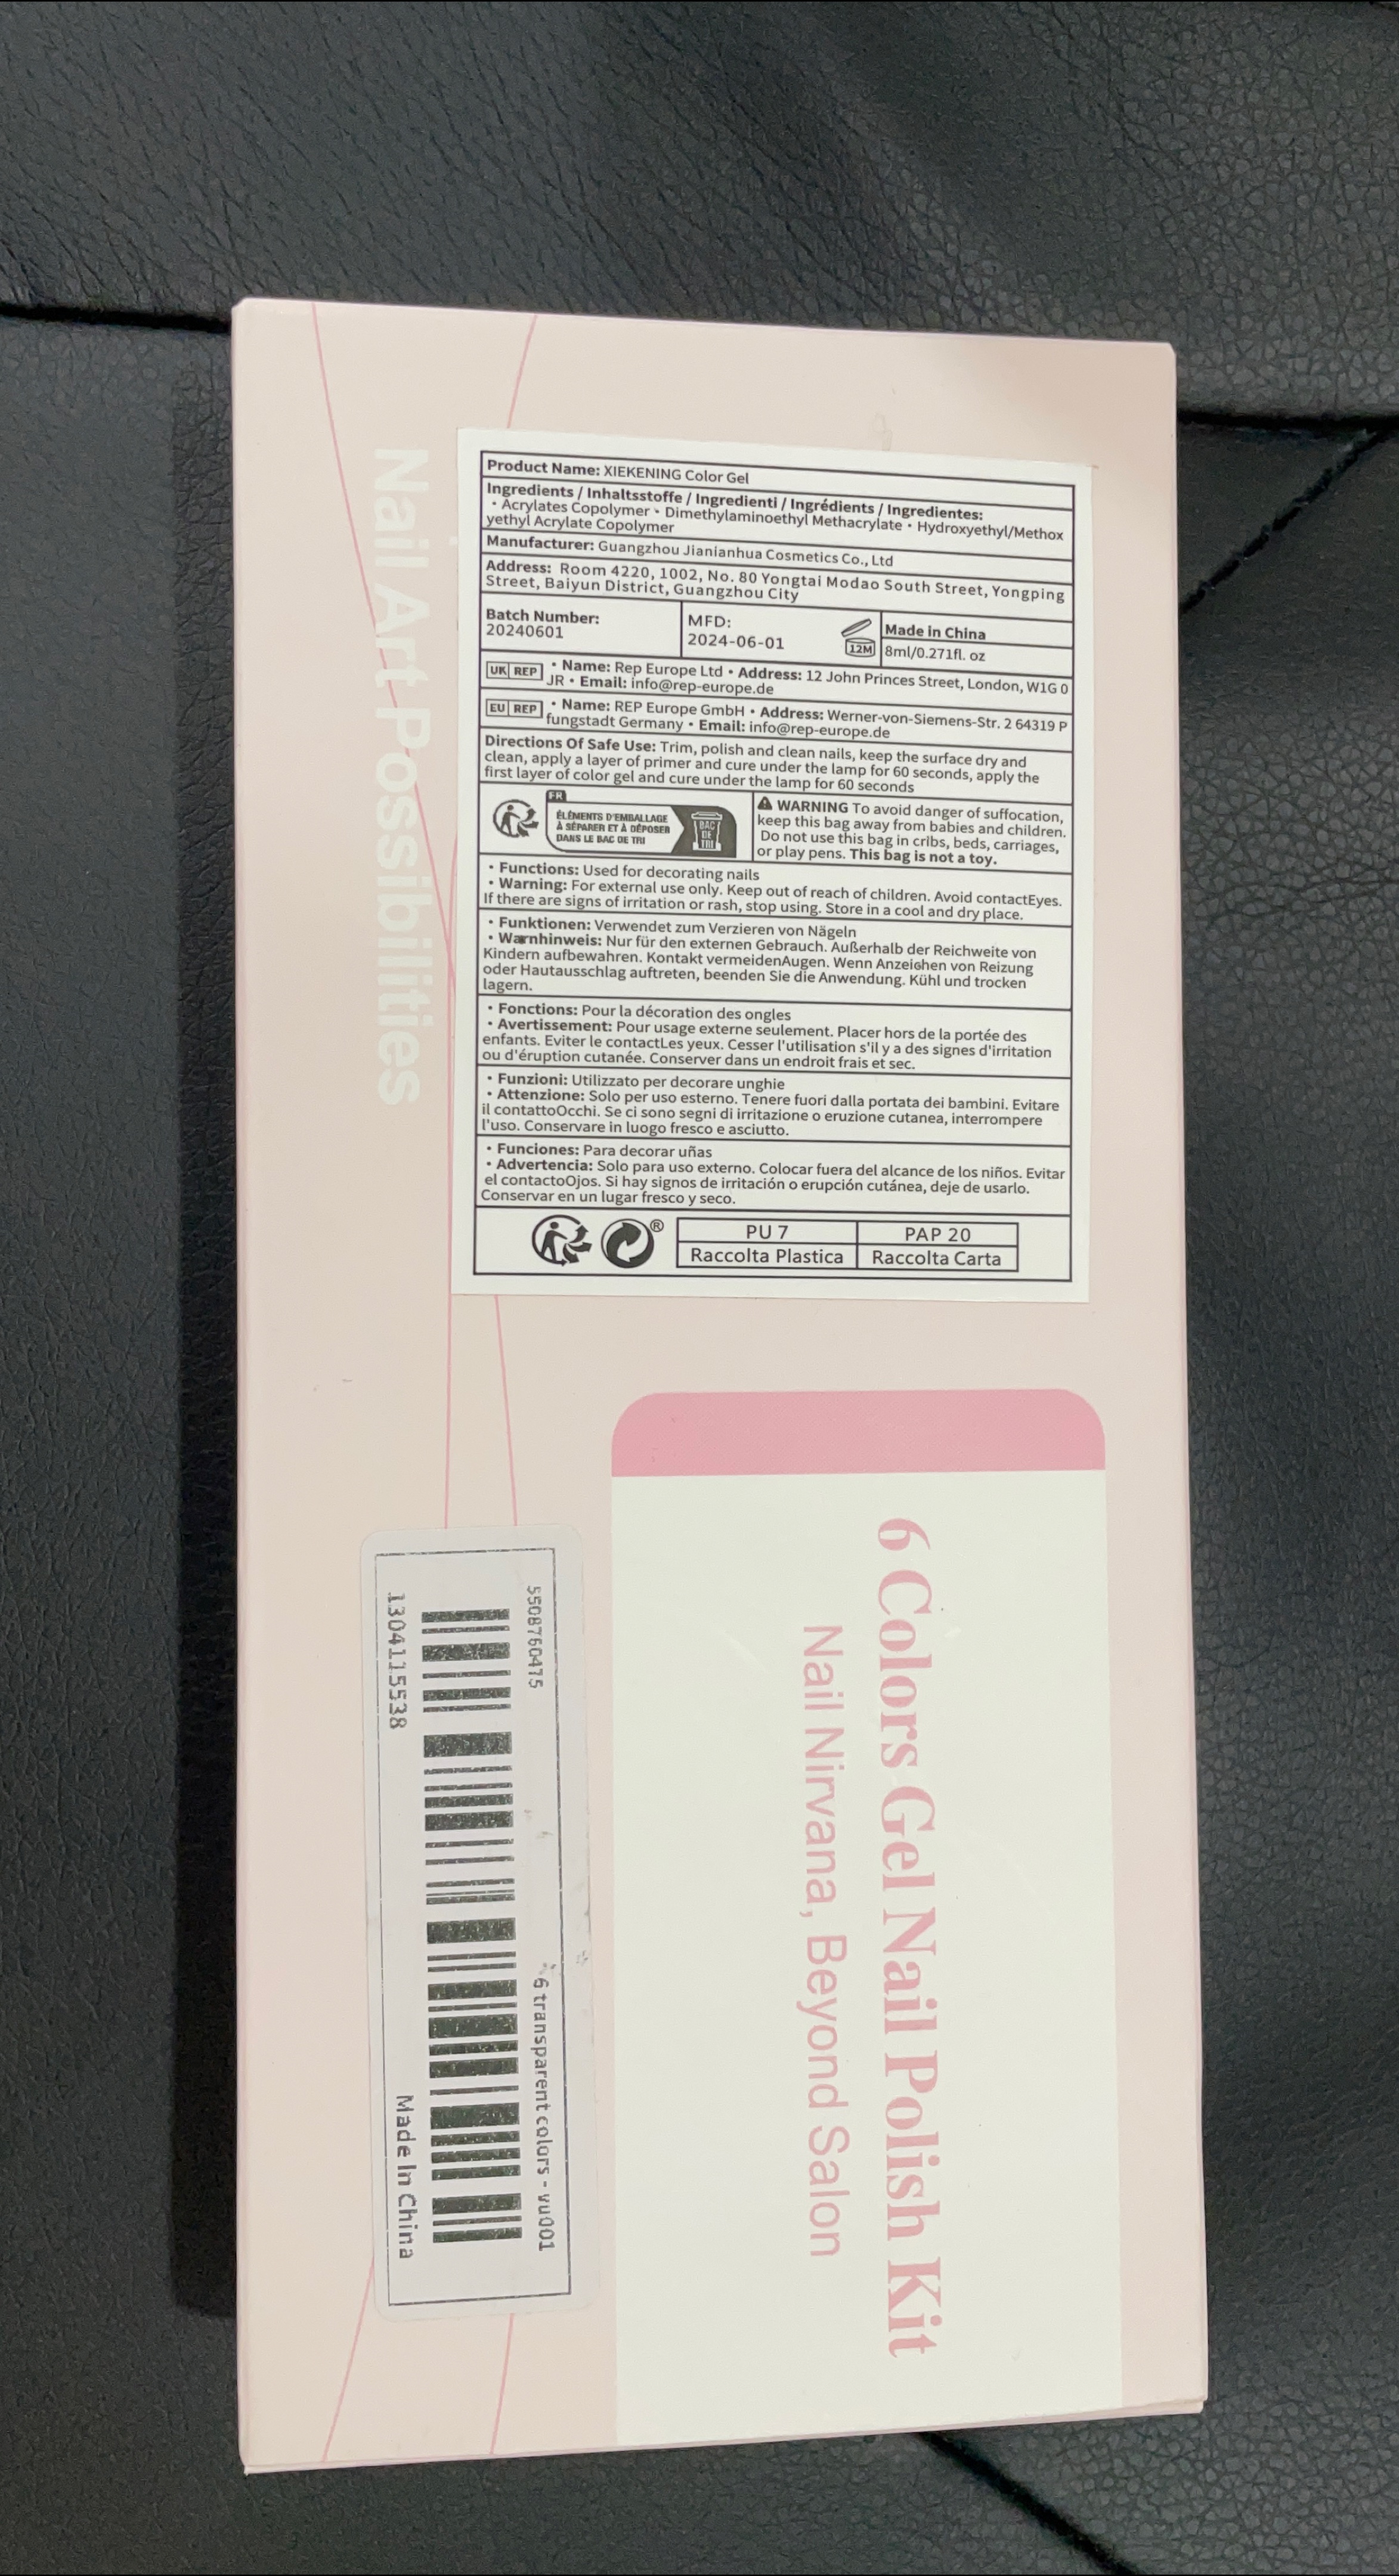 Product Name: XIEKENING Color Gel
Ingredients / Inhaltsstoffe / Ingredienti / Ingrédients / Ingredientes:
• Acrylates Copolymer • Dimethylaminoethyl Methacrylate • Hydroxyethyl/Methox
yethyl Acrylate Copolymer
Manufacturer: Guangzhou Jianianhua Cosmetics Co., Ltd
Address: Room 4220, 1002, No. 80 Yongtai Modao South Street, Yongping
Street, Baiyun District, Guangzhou City
Batch Number:
20240601
MFD:
2024-06-01
12M
Made in China
8ml/0.271fl. oz
UK REP
• Name: Rep Europe Ltd • Address: 12 John Princes Street, London, W1G 0
JR • Email: info@rep-europe.de
EU REP
• Name: REP Europe GmbH • Address: Werner-von-Siemens-Str. 2 64319 P
fungstadt Germany • Email: info@rep-europe.de
Directions Of Safe Use: Trim, polish and clean nails, keep the surface dry and
clean, apply a layer of primer and cure under the lamp for 60 seconds, apply the
first layer of color gel and cure under the lamp for 60 seconds
FR
ÉLÉMENTS D'EMBALLAGE
À SÉPARER ET À DÉPOSER
DANS LE BAC DE TRI
BAC
DE
TRI
WARNING To avoid danger of suffocation,
keep this bag away from babies and children.
Do not use this bag in cribs, beds, carriages,
or play pens. This bag is not a toy.
• Functions: Used for decorating nails
• Warning: For external use only. Keep out of reach of children. Avoid contactEyes.
If there are signs of irritation or rash, stop using. Store in a cool and dry place.
• Funktionen: Verwendet zum Verzieren von Nägeln
• Warnhinweis: Nur für den externen Gebrauch. Außerhalb der Reichweite von
Kindern aufbewahren. Kontakt vermeidenAugen. Wenn Anzeichen von Reizung
oder Hautausschlag auftreten, beenden Sie die Anwendung. Kühl und trocken
lagern.
• Fonctions: Pour la décoration des ongles
• Avertissement: Pour usage externe seulement. Placer hors de la portée des
enfants. Eviter le contactLes yeux. Cesser l'utilisation s'il y a des signes d'irritation
ou d'éruption cutanée. Conserver dans un endroit frais et sec.
• Funzioni: Utilizzato per decorare unghie
• Attenzione: Solo per uso esterno. Tenere fuori dalla portata dei bambini. Evitare
il contattoOcchi. Se ci sono segni di irritazione o eruzione cutanea, interrompere
l'uso. Conservare in luogo fresco e asciutto.
• Funciones: Para decorar uñas
• Advertencia: Solo para uso externo. Colocar fuera del alcance de los niños. Evitar
el contactoOjos. Si hay signos de irritación o erupción cutánea, deje de usarlo.
Conservar en un lugar fresco y seco.
®
PU 7
PAP 20
Raccolta Plastica
Raccolta Carta
Nail Art Possibilities
6 Colors Gel Nail Polish Kit
Nail Nirvana, Beyond Salon
5508760475
6 transparent colors - yu001
1304115538
Made In China